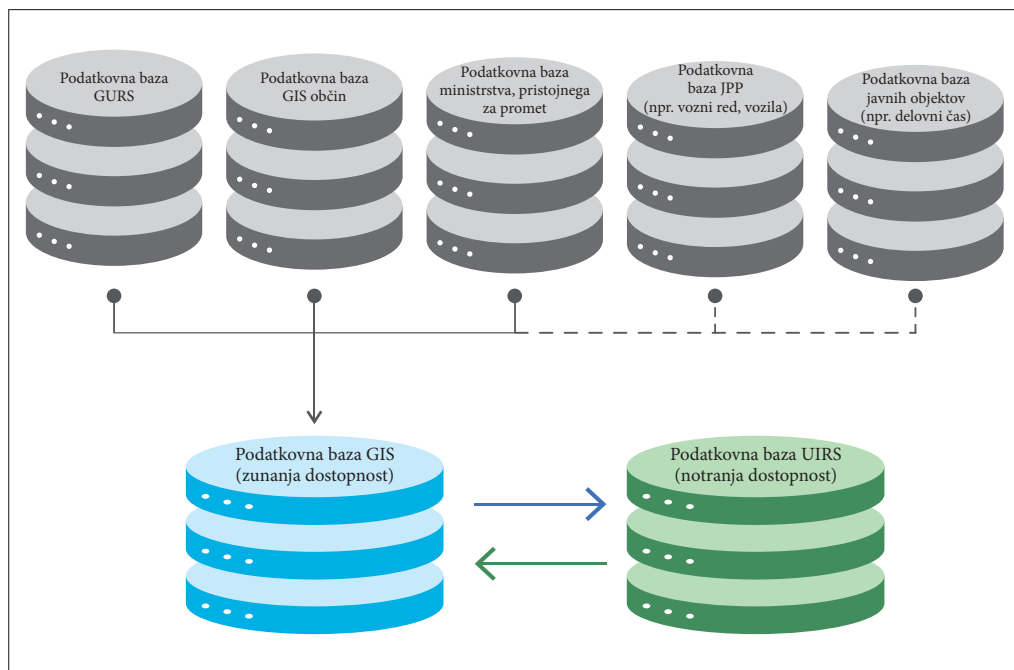 Podatkovna baza
GURS
Podatkovna baza
GIS občin
Podatkovna baza
ministrstva, pristojnega
za promet
Podatkovna
baza JPP
(npr. vozni red, vozila)
Podatkovna baza
javnih objektov
(npr. delovni čas)
Podatkovna baza GIS
(zunanja dostopnost)
Podatkovna baza UIRS
(notranja dostopnost)